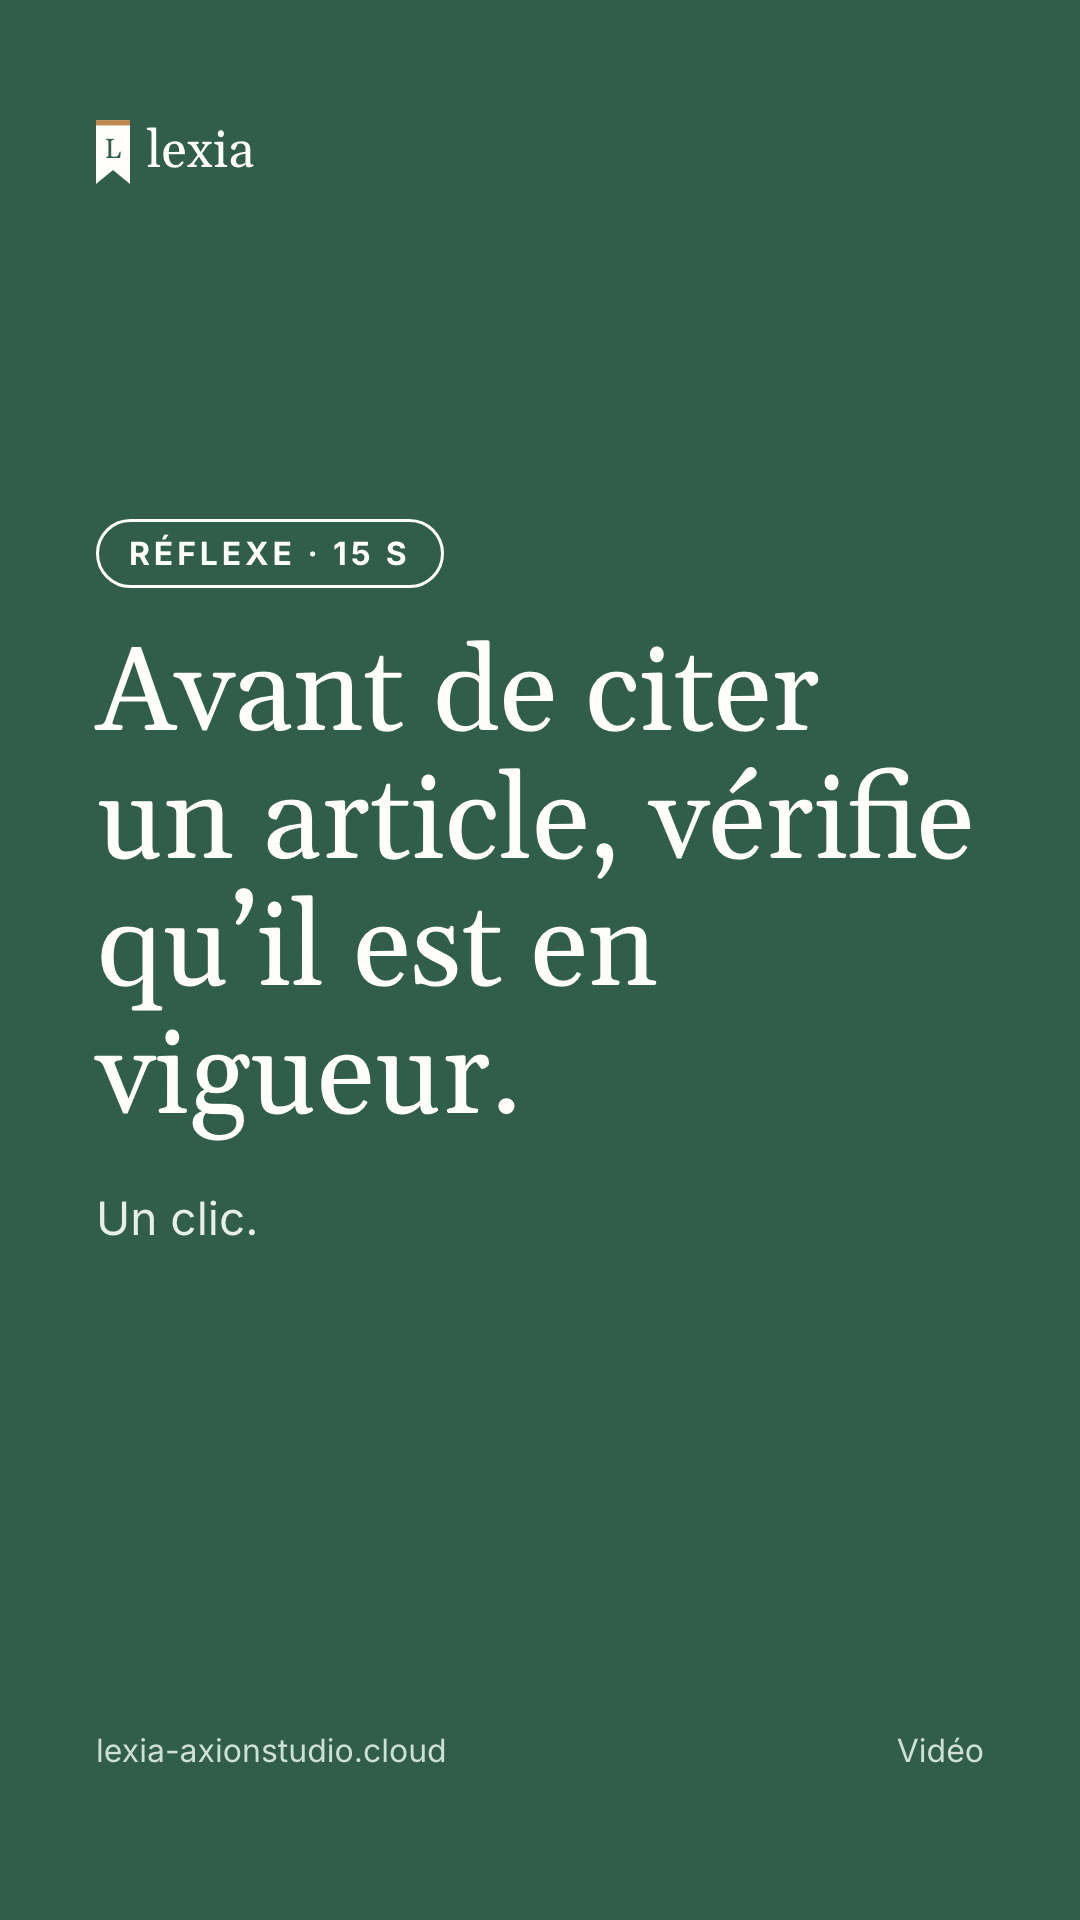 L lexia
RÉFLEXE · 15 S
Avant de citer
un article, vérifie
qu’il est en
vigueur.
Un clic.
lexia-axionstudio.cloud
Vidéo